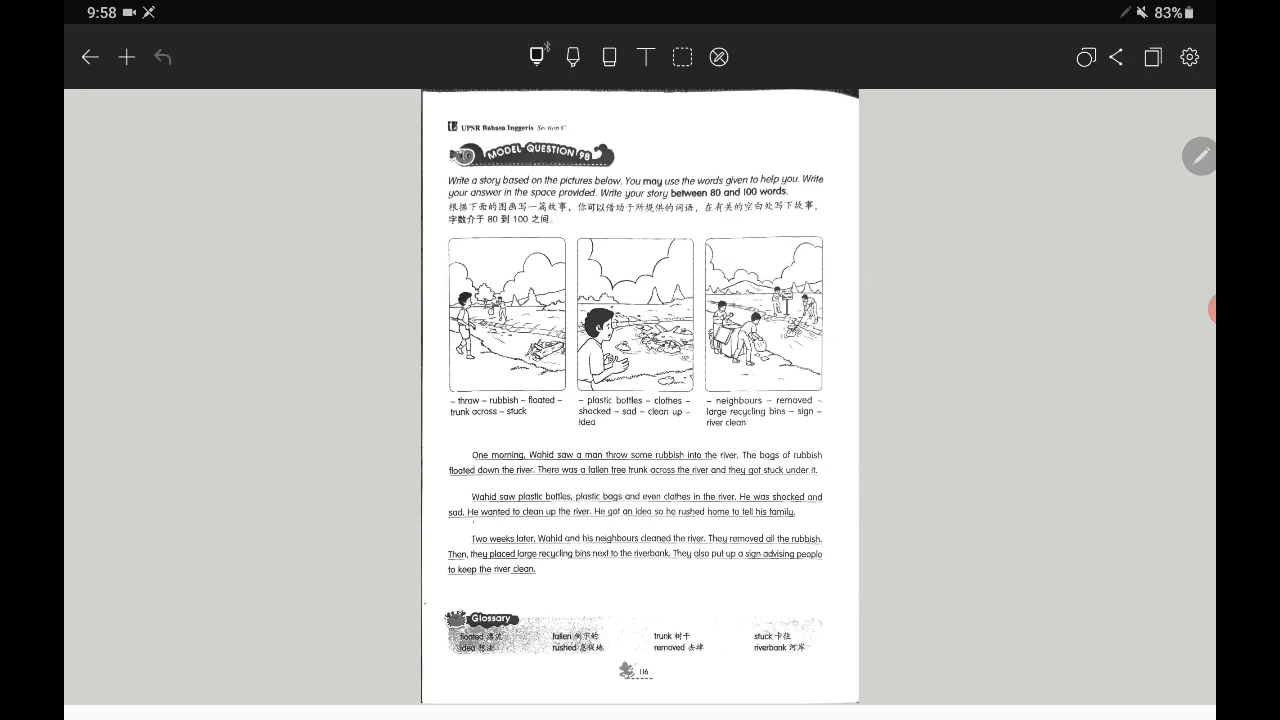 9:58
83%
UPSR Bahasa Inggeris Section C
MODEL QUESTION 98
Write a story based on the pictures below. You may use the words given to help you. Write
your answer in the space provided. Write your story between 80 and 100 words.
根据下面的图画写一篇故事，你可以借助于所提供的词语，在有关的空白处写下故事，
字数介于 80 到 100 之间。
– throw – rubbish – floated –
trunk across – stuck
– plastic bottles – clothes –
shocked – sad – clean up –
idea
– neighbours – removed –
large recycling bins – sign –
river clean
One morning, Wahid saw a man throw some rubbish into the river. The bags of rubbish
floated down the river. There was a fallen tree trunk across the river and they got stuck under it.
Wahid saw plastic bottles, plastic bags and even clothes in the river. He was shocked and
sad. He wanted to clean up the river. He got an idea so he rushed home to tell his family.
Two weeks later, Wahid and his neighbours cleaned the river. They removed all the rubbish.
Then, they placed large recycling bins next to the riverbank. They also put up a sign advising people
to keep the river clean.
Glossary
floated fallen 倒下的 trunk 树干 stuck 卡住
idea 想法 rushed 急促地 removed 去掉 riverbank 河岸
116